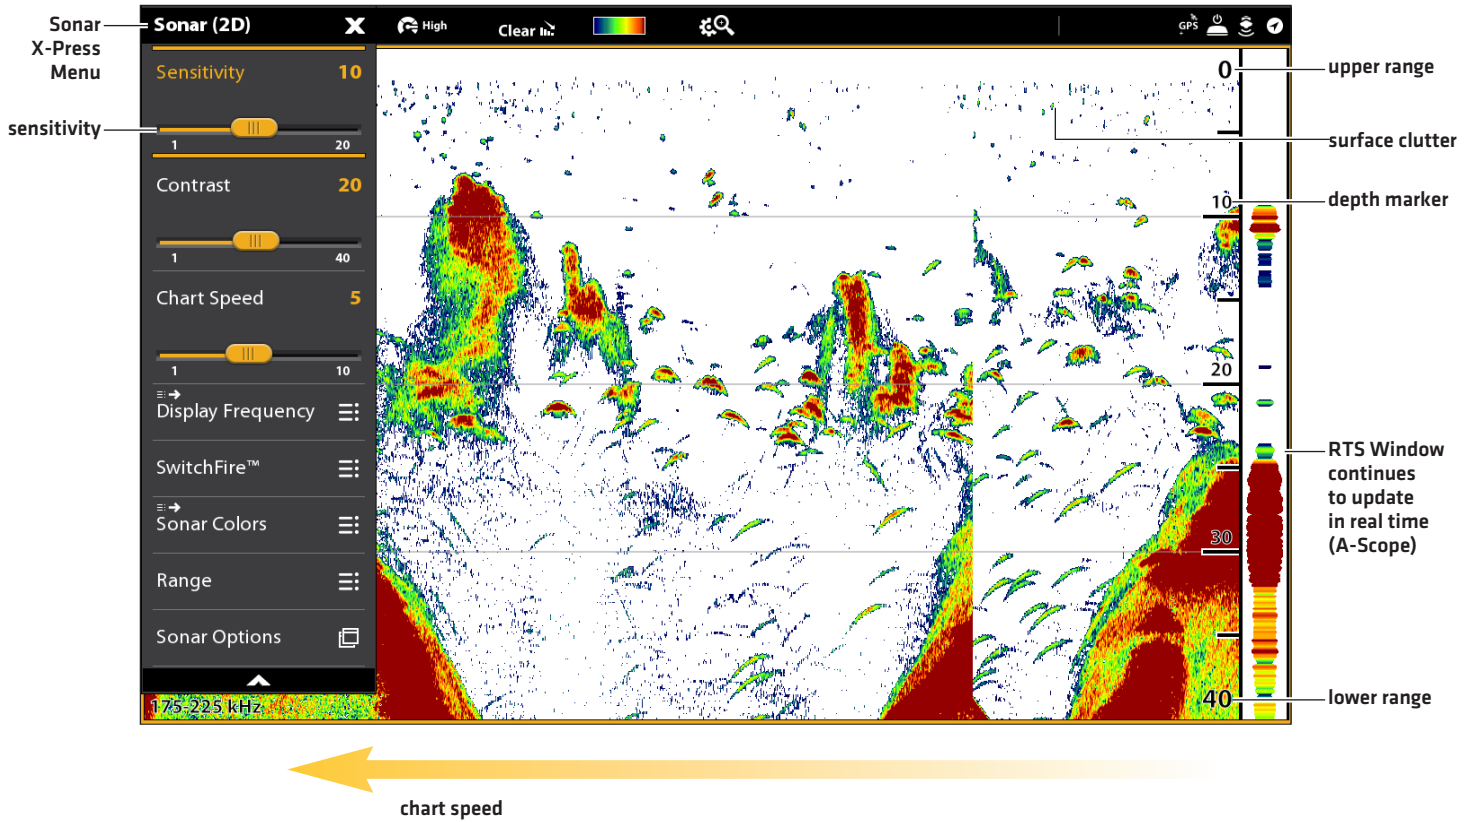 Sonar
X-Press
Menu
Sonar (2D)
X
High
Clear
GPS
Sensitivity 10
sensitivity
1 20
Contrast 20
1 40
Chart Speed 5
1 10
Display Frequency
SwitchFire™
Sonar Colors
Range
Sonar Options
175-225 kHz
0
10
20
30
40
upper range
surface clutter
depth marker
RTS Window
continues
to update
in real time
(A-Scope)
lower range
chart speed